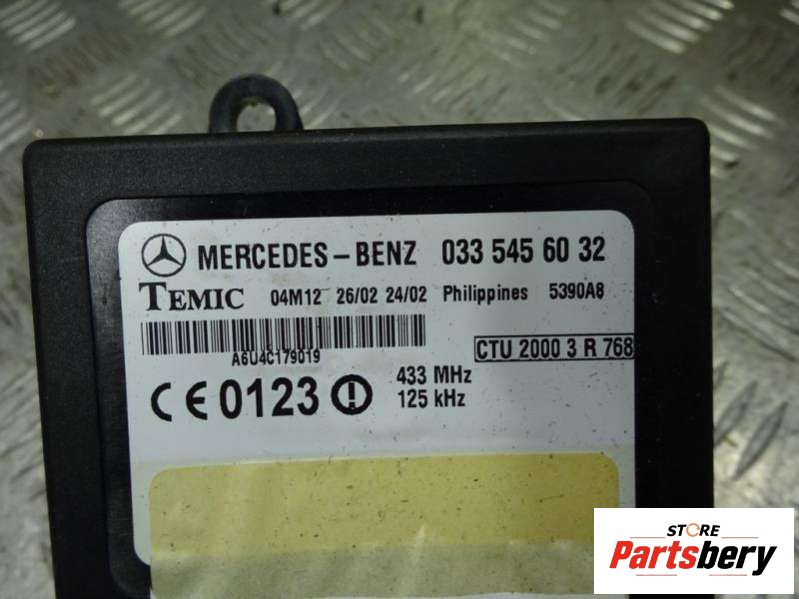 MERCEDES-BENZ 033 545 60 32
TEMIC 04M12 26/02 24/02 Philippines 5390A8
A6U4C179019
CTU 2000 3 R 768
CE 0123 ! 433 MHz
125 kHz
STORE
Partsbery